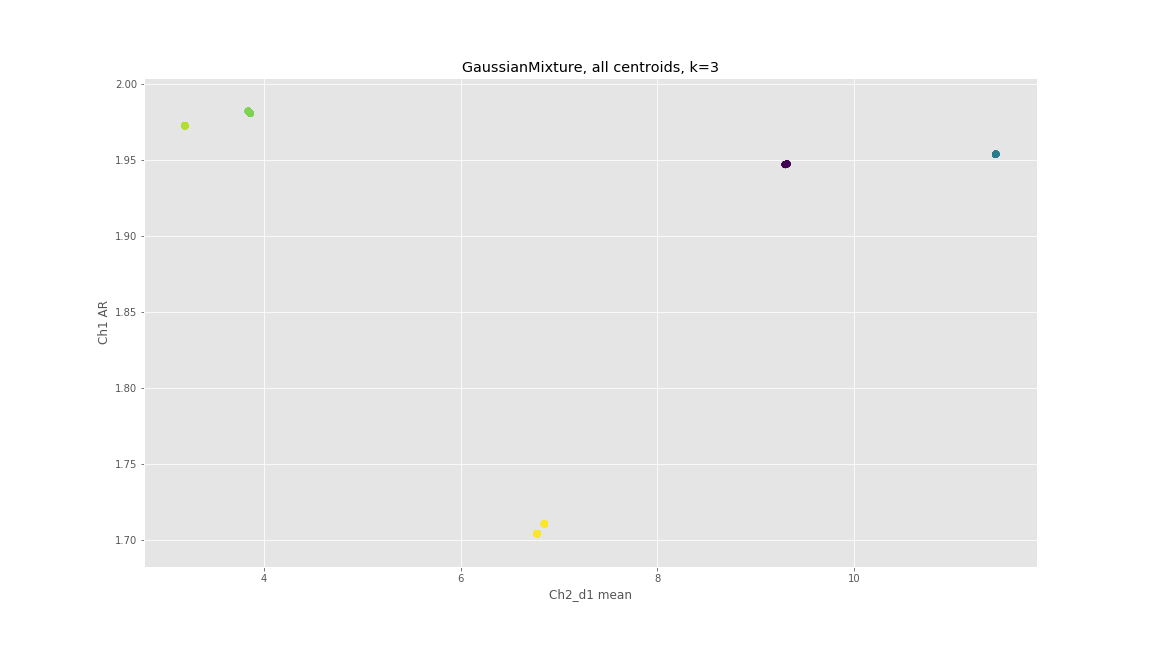 GaussianMixture, all centroids, k=3
2.00
1.95
1.90
1.85
1.80
1.75
1.70
Ch1 AR
4 6 8 10
Ch2_d1 mean